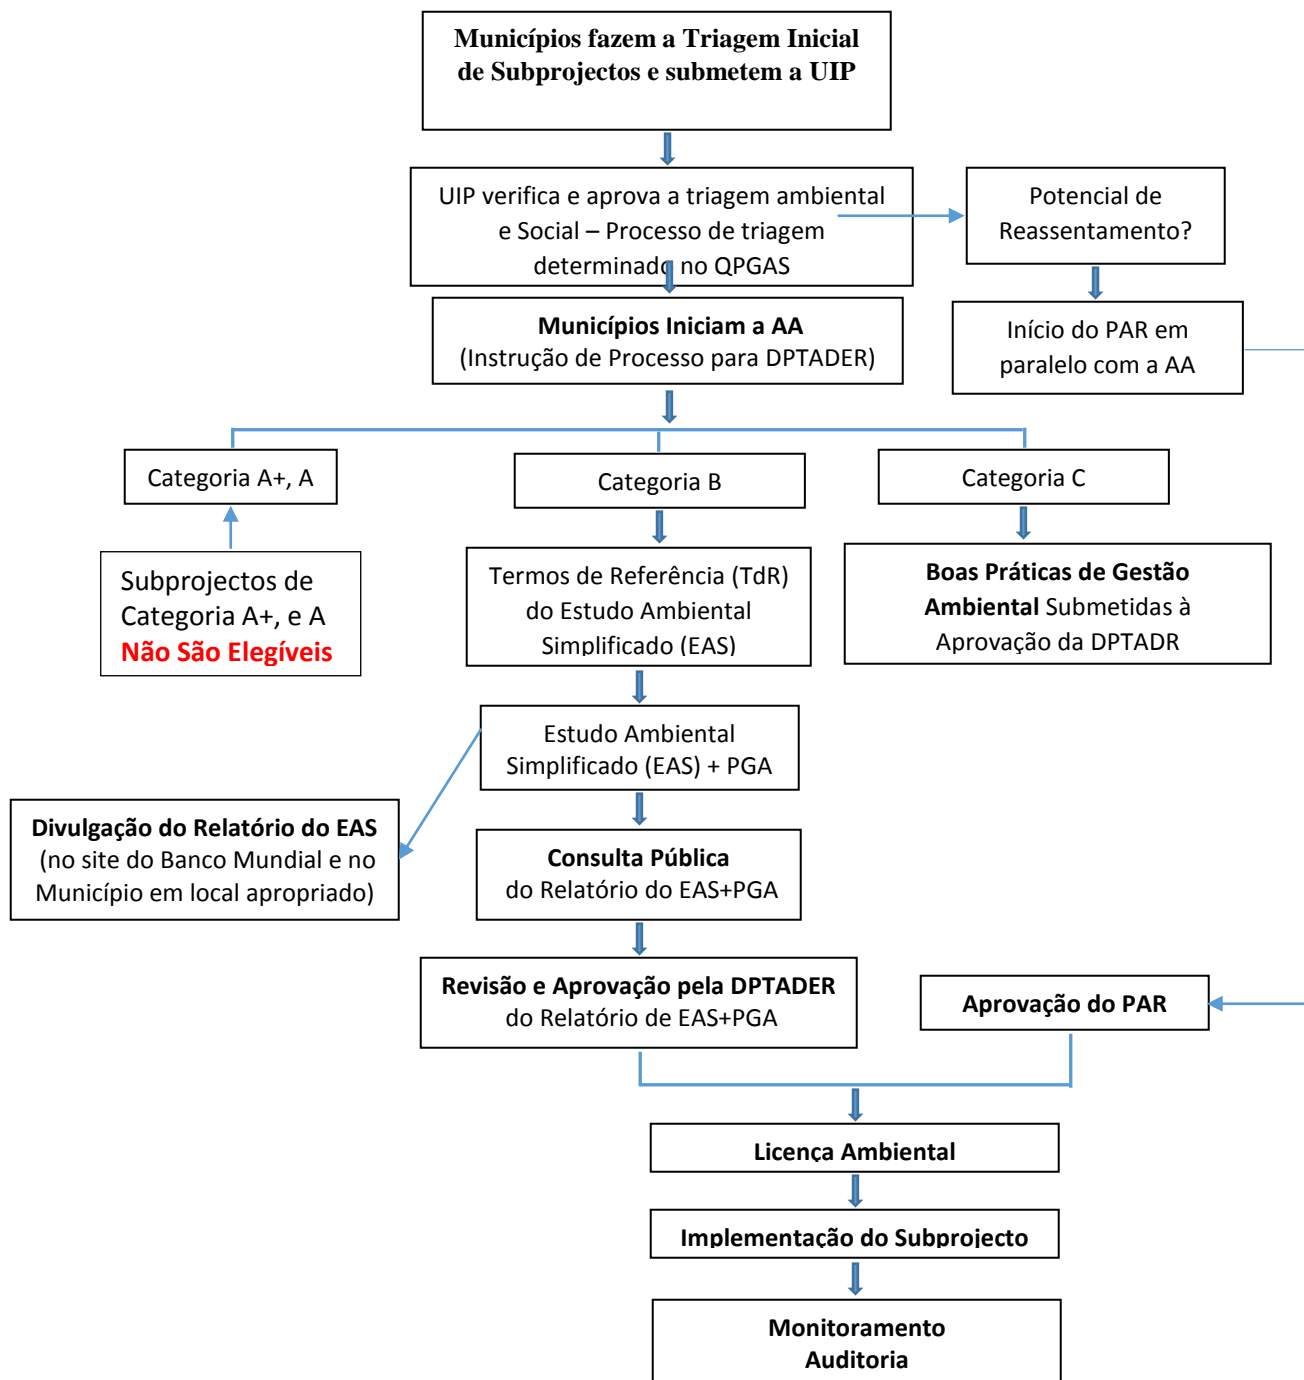 Municípios fazem a Triagem Inicial
de Subprojectos e submetem a UIP
UIP verifica e aprova a triagem ambiental
e Social – Processo de triagem
determinado no QPGAS
Potencial de
Reassentamento?
Municípios Iniciam a AA
(Instrução de Processo para DPTADER)
Início do PAR em
paralelo com a AA
Categoria A+, A
Categoria B
Categoria C
Subprojectos de
Categoria A+, e A
Não São Elegíveis
Termos de Referência (TdR)
do Estudo Ambiental
Simplificado (EAS)
Boas Práticas de Gestão
Ambiental Submetidas à
Aprovação da DPTADR
Estudo Ambiental
Simplificado (EAS) + PGA
Divulgação do Relatório do EAS
(no site do Banco Mundial e no
Município em local apropriado)
Consulta Pública
do Relatório do EAS+PGA
Revisão e Aprovação pela DPTADER
do Relatório de EAS+PGA
Aprovação do PAR
Licença Ambiental
Implementação do Subprojecto
Monitoramento
Auditoria